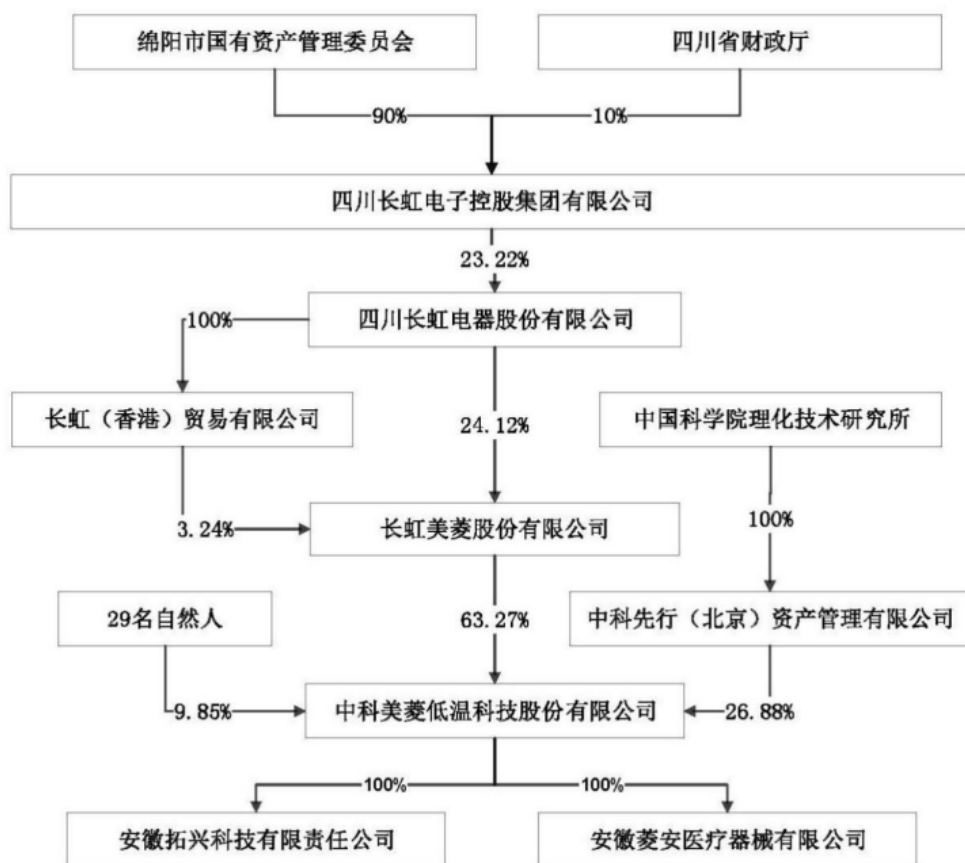 绵阳市国有资产管理委员会
四川省财政厅
90%
10%
四川长虹电子控股集团有限公司
23.22%
四川长虹电器股份有限公司
100%
长虹（香港）贸易有限公司
24.12%
中国科学院理化技术研究所
3.24%
长虹美菱股份有限公司
100%
29名自然人
63.27%
中科先行（北京）资产管理有限公司
9.85%
中科美菱低温科技股份有限公司
26.88%
100%
100%
安徽拓兴科技有限责任公司
安徽菱安医疗器械有限公司